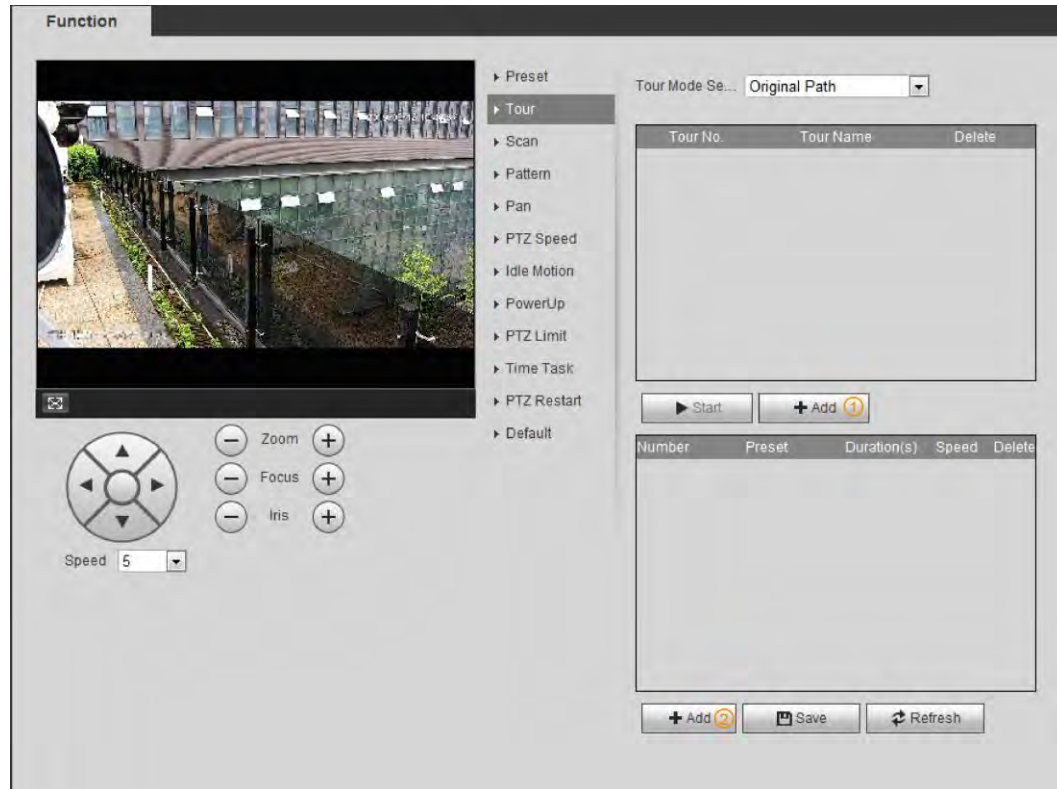 Function
Preset
Tour
Scan
Pattern
Pan
PTZ Speed
Idle Motion
PowerUp
PTZ Limit
Time Task
PTZ Restart
Default
Zoom
Focus
Iris
Speed 5
Tour Mode Se... Original Path
Tour No. Tour Name Delete
Start Add 1
Number Preset Duration(s) Speed Delete
Add 2 Save Refresh